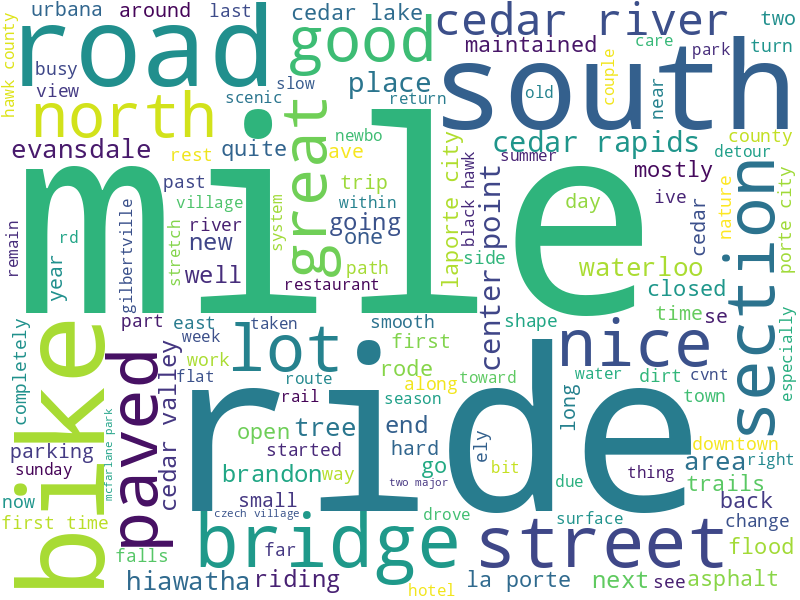 urbana
around
last
cedar lake
cedar river
two
hawk county
road
good
maintained
care
park
turn
busy
view
slow
place
couple
south
north
scenic
return
old
near
great
newbo
cedar rapids
county
evansdale
rest
quite
ave
laporte city
summer
detour
mile
past
trip
black hawk
mostly
section
village
within
day
ive
nature
porte city
remain
rd
year
gilbertville
stretch
river
new
system
going
one
point
cedar
well
path
side
waterloo
restaurant
closed
completely
part
east
taken
smooth
center
shape
time
se
especially
bike
paved
week
lot
first
nice
work
cedar valley
flat
route
rode
along
toward
water
dirt
cvnt
rail
season
long
town
ride
mcfarlane park
open
tree
end
ely
downtown
parking
started
hard
area
right
sunday
brandon
way
go
bit
thing
trails
now
small
two major
due
back
first time
czech village
drove
surface
change
falls
far
bridge
street
flood
hiawatha
riding
hotel
la porte
next
see
asphalt